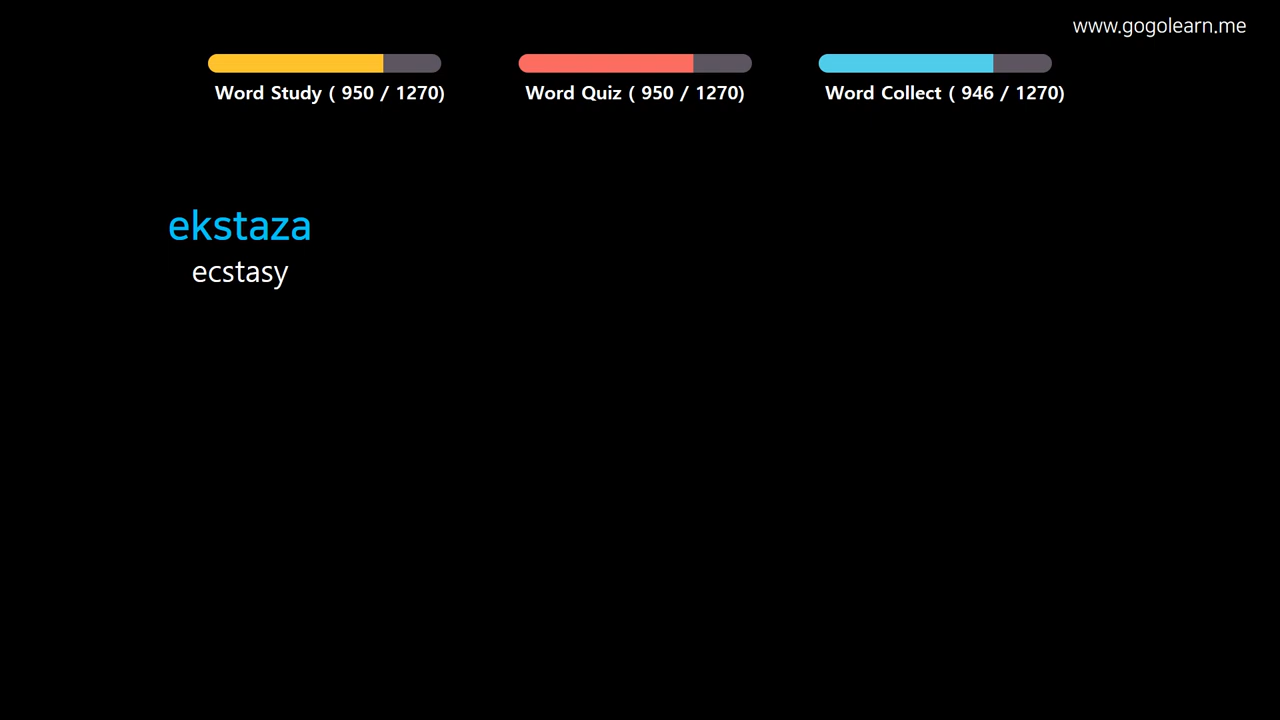 www.gogolearn.me
Word Study ( 950 / 1270)
Word Quiz ( 950 / 1270)
Word Collect ( 946 / 1270)
ekstaza
ecstasy